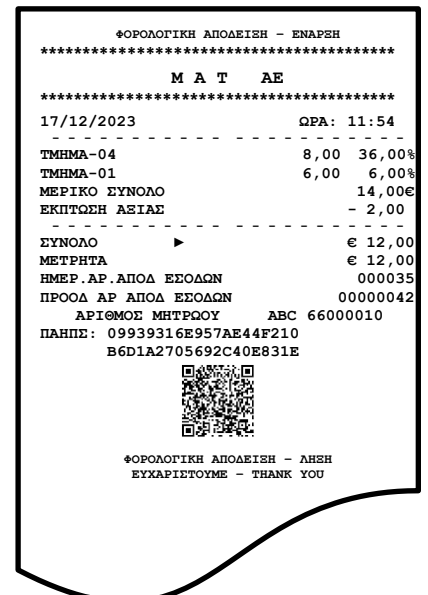 ΦΟΡΟΛΟΓΙΚΗ ΑΠΟΔΕΙΞΗ – ΕΝΑΡΞΗ
******************************************
Μ Α Τ ΑΕ
******************************************
17/12/2023 ΩΡΑ: 11:54
- - - - - - - - - - - - - - - - - - - - -
ΤΜΗΜΑ-04 8,00 36,00%
ΤΜΗΜΑ-01 6,00 6,00%
ΜΕΡΙΚΟ ΣΥΝΟΛΟ 14,00€
ΕΚΠΤΩΣΗ ΑΞΙΑΣ - 2,00
- - - - - - - - - - - - - - - - - - - - -
ΣΥΝΟΛΟ ► € 12,00
ΜΕΤΡΗΤΑ € 12,00
ΗΜΕΡ.ΑΡ.ΑΠΟΔ ΕΣΟΔΩΝ 000035
ΠΡΟΟΔ ΑΡ ΑΠΟΔ ΕΣΟΔΩΝ 00000042
ΑΡΙΘΜΟΣ ΜΗΤΡΩΟΥ ABC 66000010
ΠΑΗΠΣ: 09939316E957AE44F210
B6D1A2705692C40E831E
ΦΟΡΟΛΟΓΙΚΗ ΑΠΟΔΕΙΞΗ – ΛΗΞΗ
ΕΥΧΑΡΙΣΤΟΥΜΕ – THANK YOU